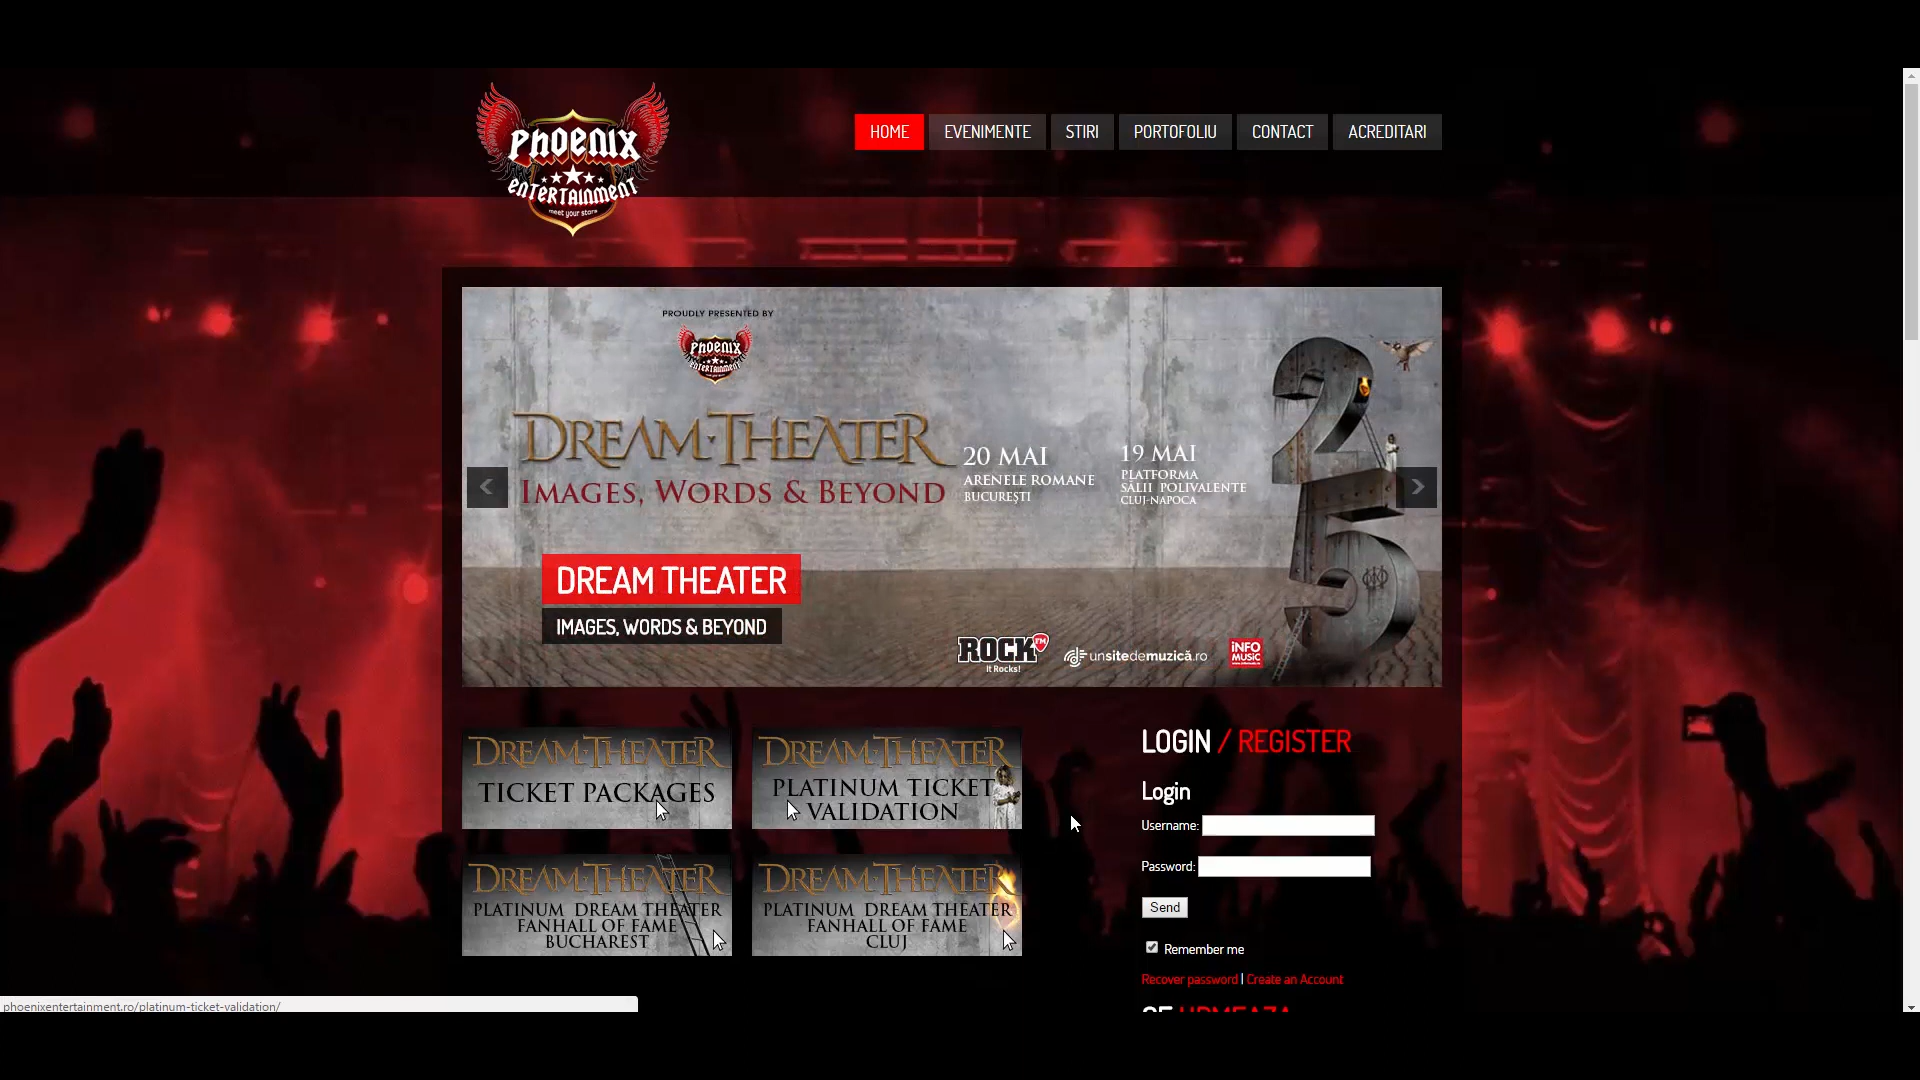 PHOENIX
ENTERTAINMENT
meet your stars
HOME
EVENIMENTE
STIRI
PORTOFOLIU
CONTACT
ACREDITARI
PROUDLY PRESENTED BY
PHOENIX
ENTERTAINMENT
DREAM THEATER
IMAGES, WORDS & BEYOND
20 MAI
ARENELE ROMANE
BUCUREȘTI
19 MAI
PLATFORMA
SĂLII POLIVALENTE
CLUJ-NAPOCA
25
DREAM THEATER
IMAGES, WORDS & BEYOND
ROCK FM
It Rocks!
unsitedemuzică.ro
INFO
MUSIC
DREAM THEATER
TICKET PACKAGES
DREAM THEATER
PLATINUM TICKET
VALIDATION
DREAM THEATER
PLATINUM DREAM THEATER
FANHALL OF FAME
BUCHAREST
DREAM THEATER
PLATINUM DREAM THEATER
FANHALL OF FAME
CLUJ
LOGIN / REGISTER
Login
Username:
Password:
Send
Remember me
Recover password | Create an Account
phoenixentertainment.ro/platinum-ticket-validation/